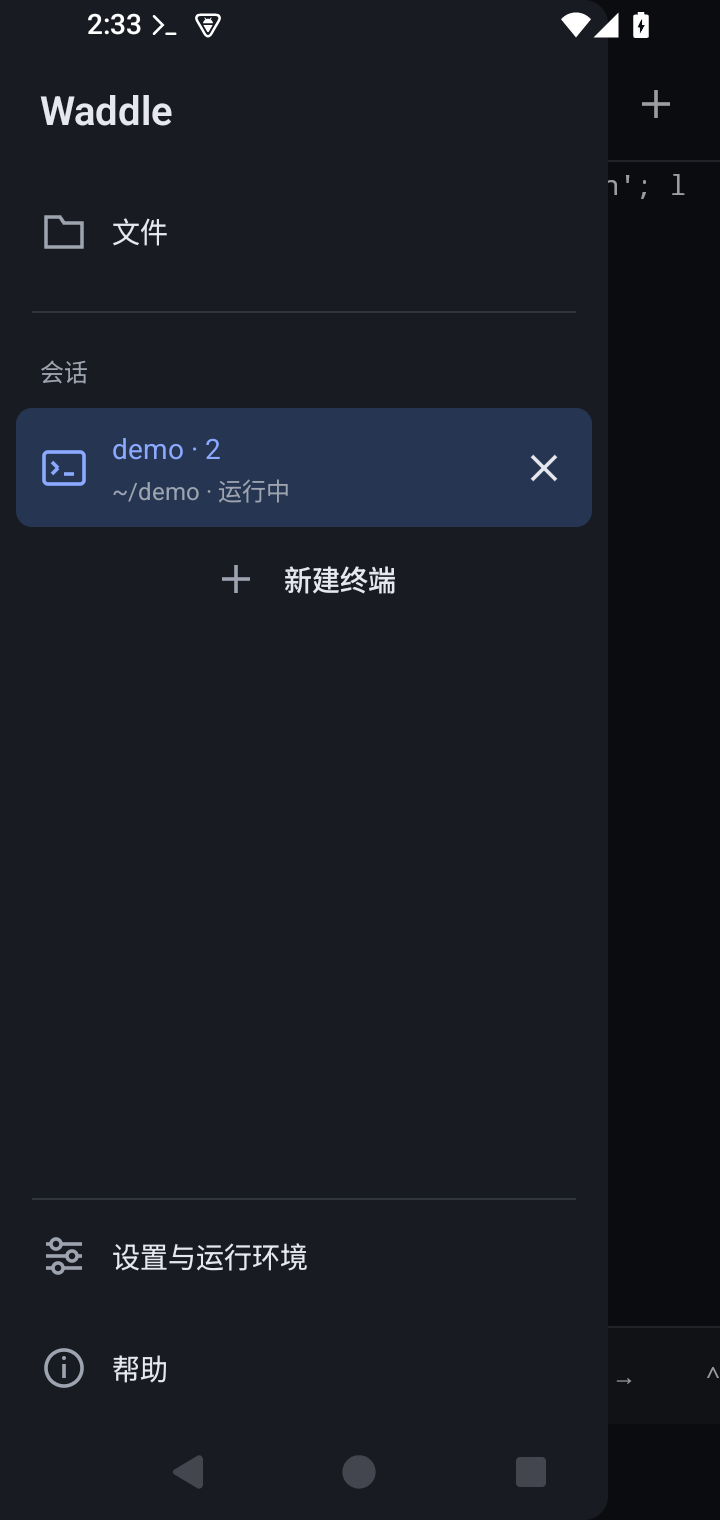 2:33
Waddle
n'; l
文件
会话
demo · 2
~/demo · 运行中
新建终端
设置与运行环境
帮助
→ ^